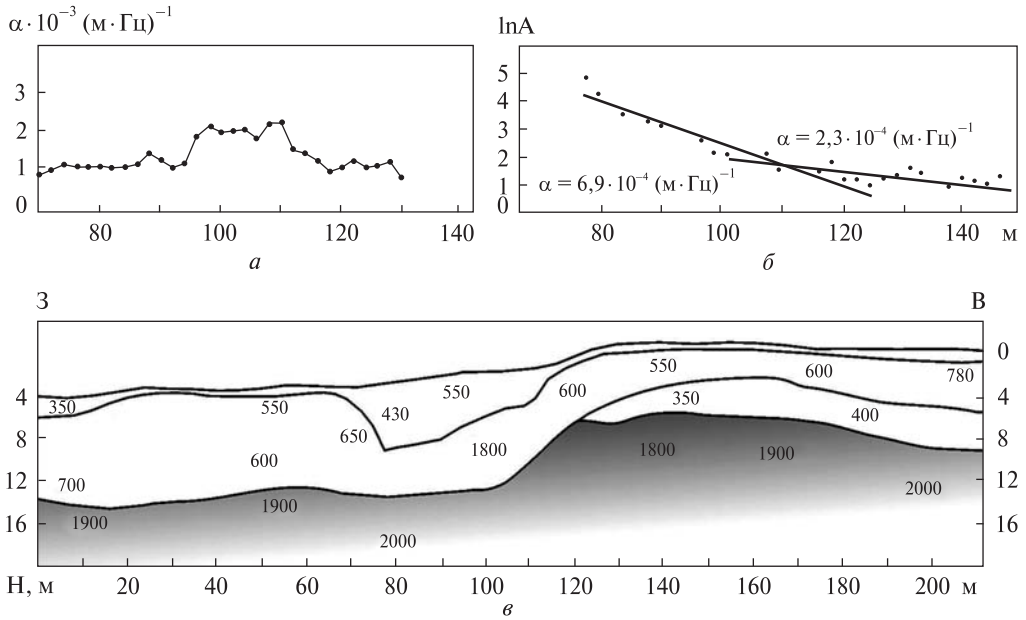 α·10⁻³ (м·Гц)⁻¹
3
2
1
0
80 100 120 140
а
lnA
5
4
3
2
1
0
α = 2,3·10⁻⁴ (м·Гц)⁻¹
α = 6,9·10⁻⁴ (м·Гц)⁻¹
80 100 120 140 м
б
З В
0
4 350 550 430 550 600 550 350 600 400 780 4
8 600 650 1800 1800 1900 8
12 700 1900 2000 12
16 1900 2000 16
Н, м 20 40 60 80 100 120 140 160 180 200 м
в